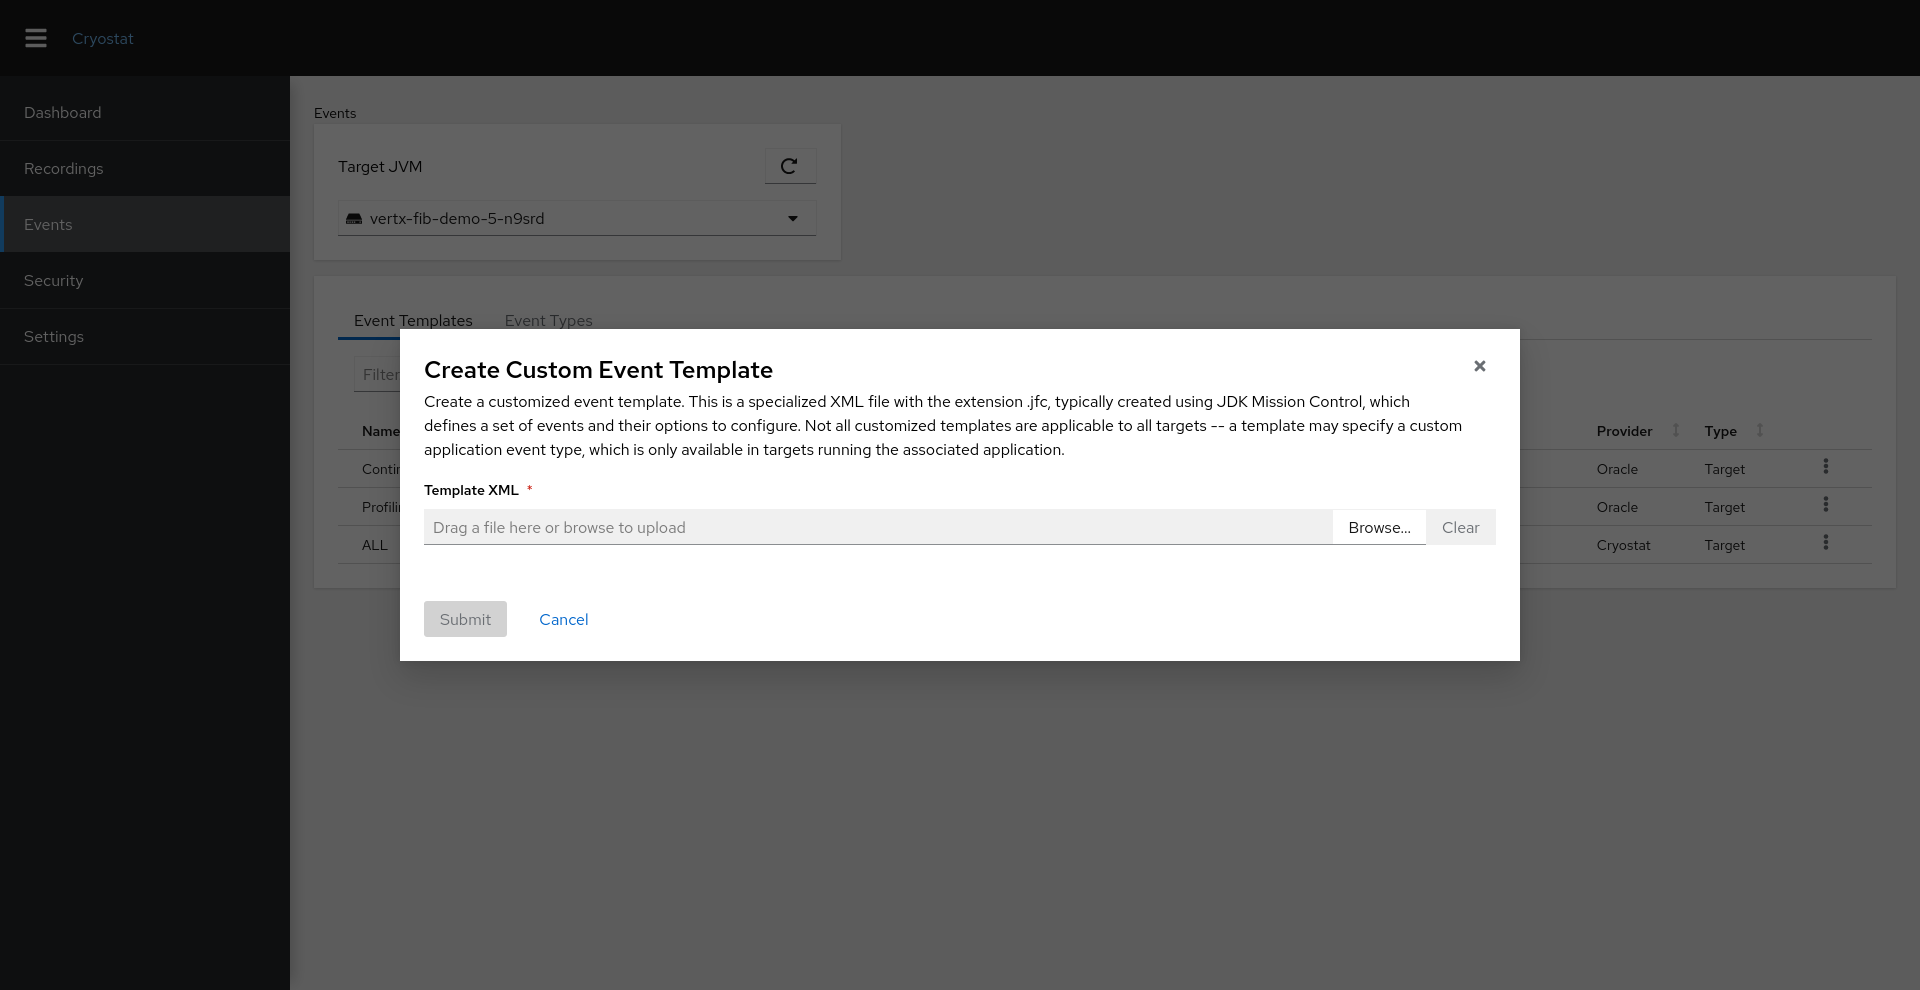 Cryostat
Dashboard
Recordings
Events
Security
Settings
Events
Target JVM
vertx-fib-demo-5-n9srd
Event Templates Event Types
Filter
Name Provider Type
Oracle Target
Oracle Target
ALL Cryostat Target
Create Custom Event Template
Create a customized event template. This is a specialized XML file with the extension .jfc, typically created using JDK Mission Control, which
defines a set of events and their options to configure. Not all customized templates are applicable to all targets -- a template may specify a custom
application event type, which is only available in targets running the associated application.
Template XML *
Drag a file here or browse to upload Browse... Clear
Submit Cancel